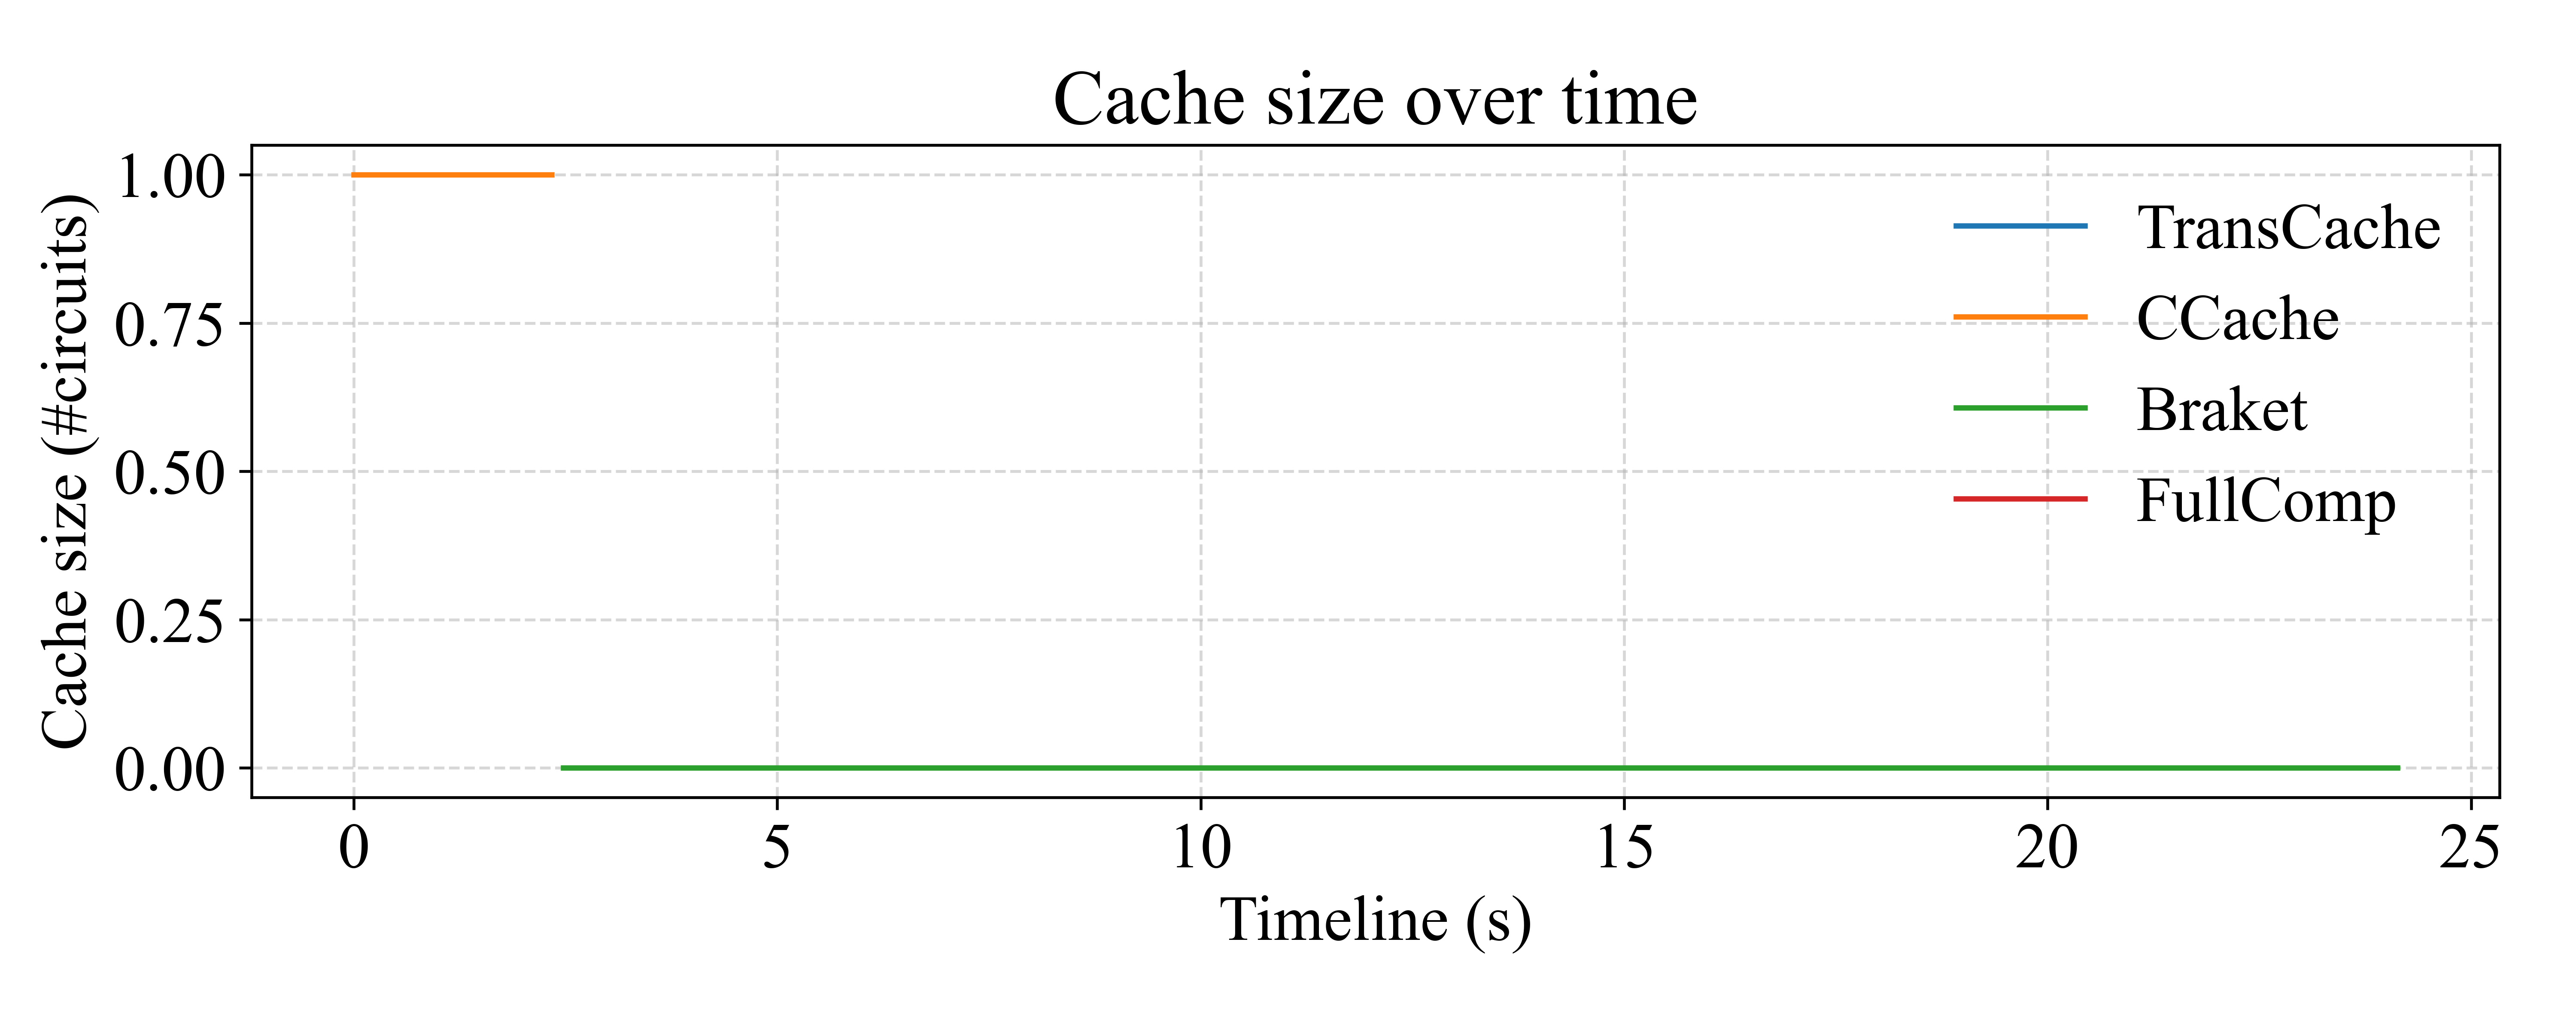 Cache size over time
Cache size (#circuits)
1.00
0.75
0.50
0.25
0.00
TransCache
CCache
Braket
FullComp
0 5 10 15 20 25
Timeline (s)